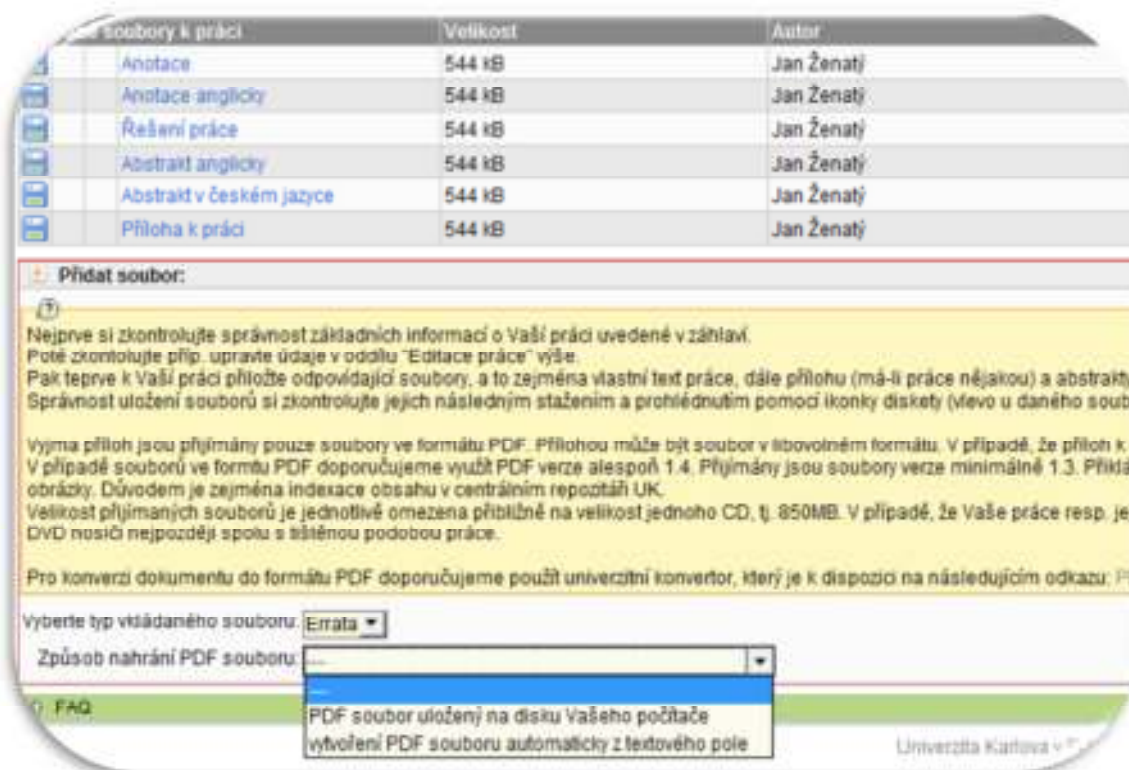 soubory k práci Velikost Autor
Anotace 544 kB Jan Ženatý
Anotace anglicky 544 kB Jan Ženatý
Řešení práce 544 kB Jan Ženatý
Abstrakt anglicky 544 kB Jan Ženatý
Abstrakt v českém jazyce 544 kB Jan Ženatý
Příloha k práci 544 kB Jan Ženatý
Přidat soubor:
Nejprve si zkontrolujte správnost základních informací o Vaší práci uvedené v záhlaví.
Poté zkontolujte příp. upravte údaje v oddílu "Editace práce" výše.
Pak teprve k Vaší práci přiložte odpovídající soubory, a to zejména vlastní text práce, dále přílohu (má-li práce nějakou) a abstrakty
Správnost uložení souborů si zkontrolujte jejich následným stažením a prohlédnutím pomocí ikonky diskety (vlevo u daného soub
Vyjma příloh jsou přijímány pouze soubory ve formátu PDF. Přílohou může být soubor v libovolném formátu. V případě, že příloh k
V případě souborů ve formtu PDF doporučujeme využít PDF verze alespoň 1.4. Přijímány jsou soubory verze minimálně 1.3. Přiklá
obrázky. Důvodem je zejména indexace obsahu v centrálním repozitáři UK.
Velikost přijímaných souborů je jednotlivě omezena přibližně na velikost jednoho CD, tj. 850MB. V případě, že Vaše práce resp. je
DVD nosiči nejpozději spolu s tištěnou podobou práce.
Pro konverzi dokumentu do formátu PDF doporučujeme použít univerzitní konvertor, který je k dispozici na následujícím odkazu:
Vyberte typ vkládaného souboru: Errata
Způsob nahrání PDF souboru: ---
---
FAQ
PDF soubor uložený na disku Vašeho počítače
vytvoření PDF souboru automaticky z textového pole
Univerzita Karlova v